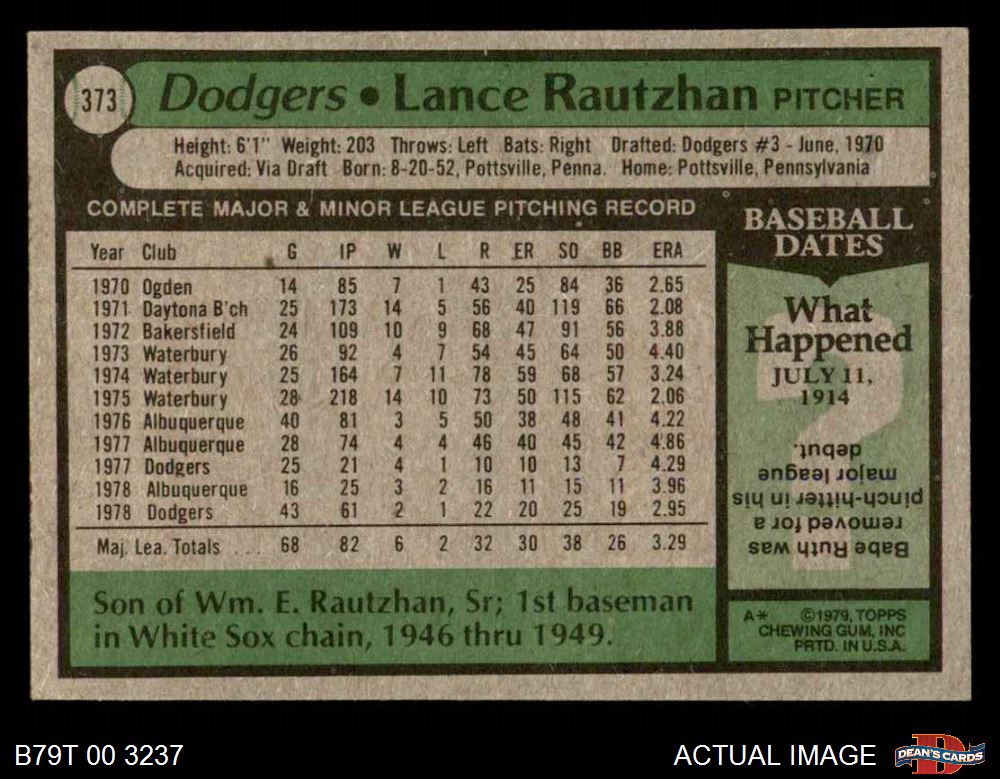 373
Dodgers • Lance Rautzhan PITCHER
Height: 6'1" Weight: 203 Throws: Left Bats: Right Drafted: Dodgers #3 - June, 1970
Acquired: Via Draft Born: 8-20-52, Pottsville, Penna. Home: Pottsville, Pennsylvania
COMPLETE MAJOR & MINOR LEAGUE PITCHING RECORD
Year Club G IP W L R ER SO BB ERA
1970 Ogden 14 85 7 1 43 25 84 36 2.65
1971 Daytona B'ch 25 173 14 5 56 40 119 66 2.08
1972 Bakersfield 24 109 10 9 68 47 91 56 3.88
1973 Waterbury 26 92 4 7 54 45 64 50 4.40
1974 Waterbury 25 164 7 11 78 59 68 57 3.24
1975 Waterbury 28 218 14 10 73 50 115 62 2.06
1976 Albuquerque 40 81 3 5 50 38 48 41 4.22
1977 Albuquerque 28 74 4 4 46 40 45 42 4.86
1977 Dodgers 25 21 4 1 10 10 13 7 4.29
1978 Albuquerque 16 25 3 2 16 11 15 11 3.96
1978 Dodgers 43 61 2 1 22 20 25 19 2.95
Maj. Lea. Totals ... 68 82 6 2 32 30 38 26 3.29
Son of Wm. E. Rautzhan, Sr; 1st baseman
in White Sox chain, 1946 thru 1949.
BASEBALL
DATES
What
Happened
JULY 11,
1914
Babe Ruth was
removed for a
pinch-hitter in his
major league
debut.
A* ©1979, TOPPS
CHEWING GUM, INC
PRTD. IN U.S.A.
B79T 00 3237
ACTUAL IMAGE
D
DEAN'S CARDS